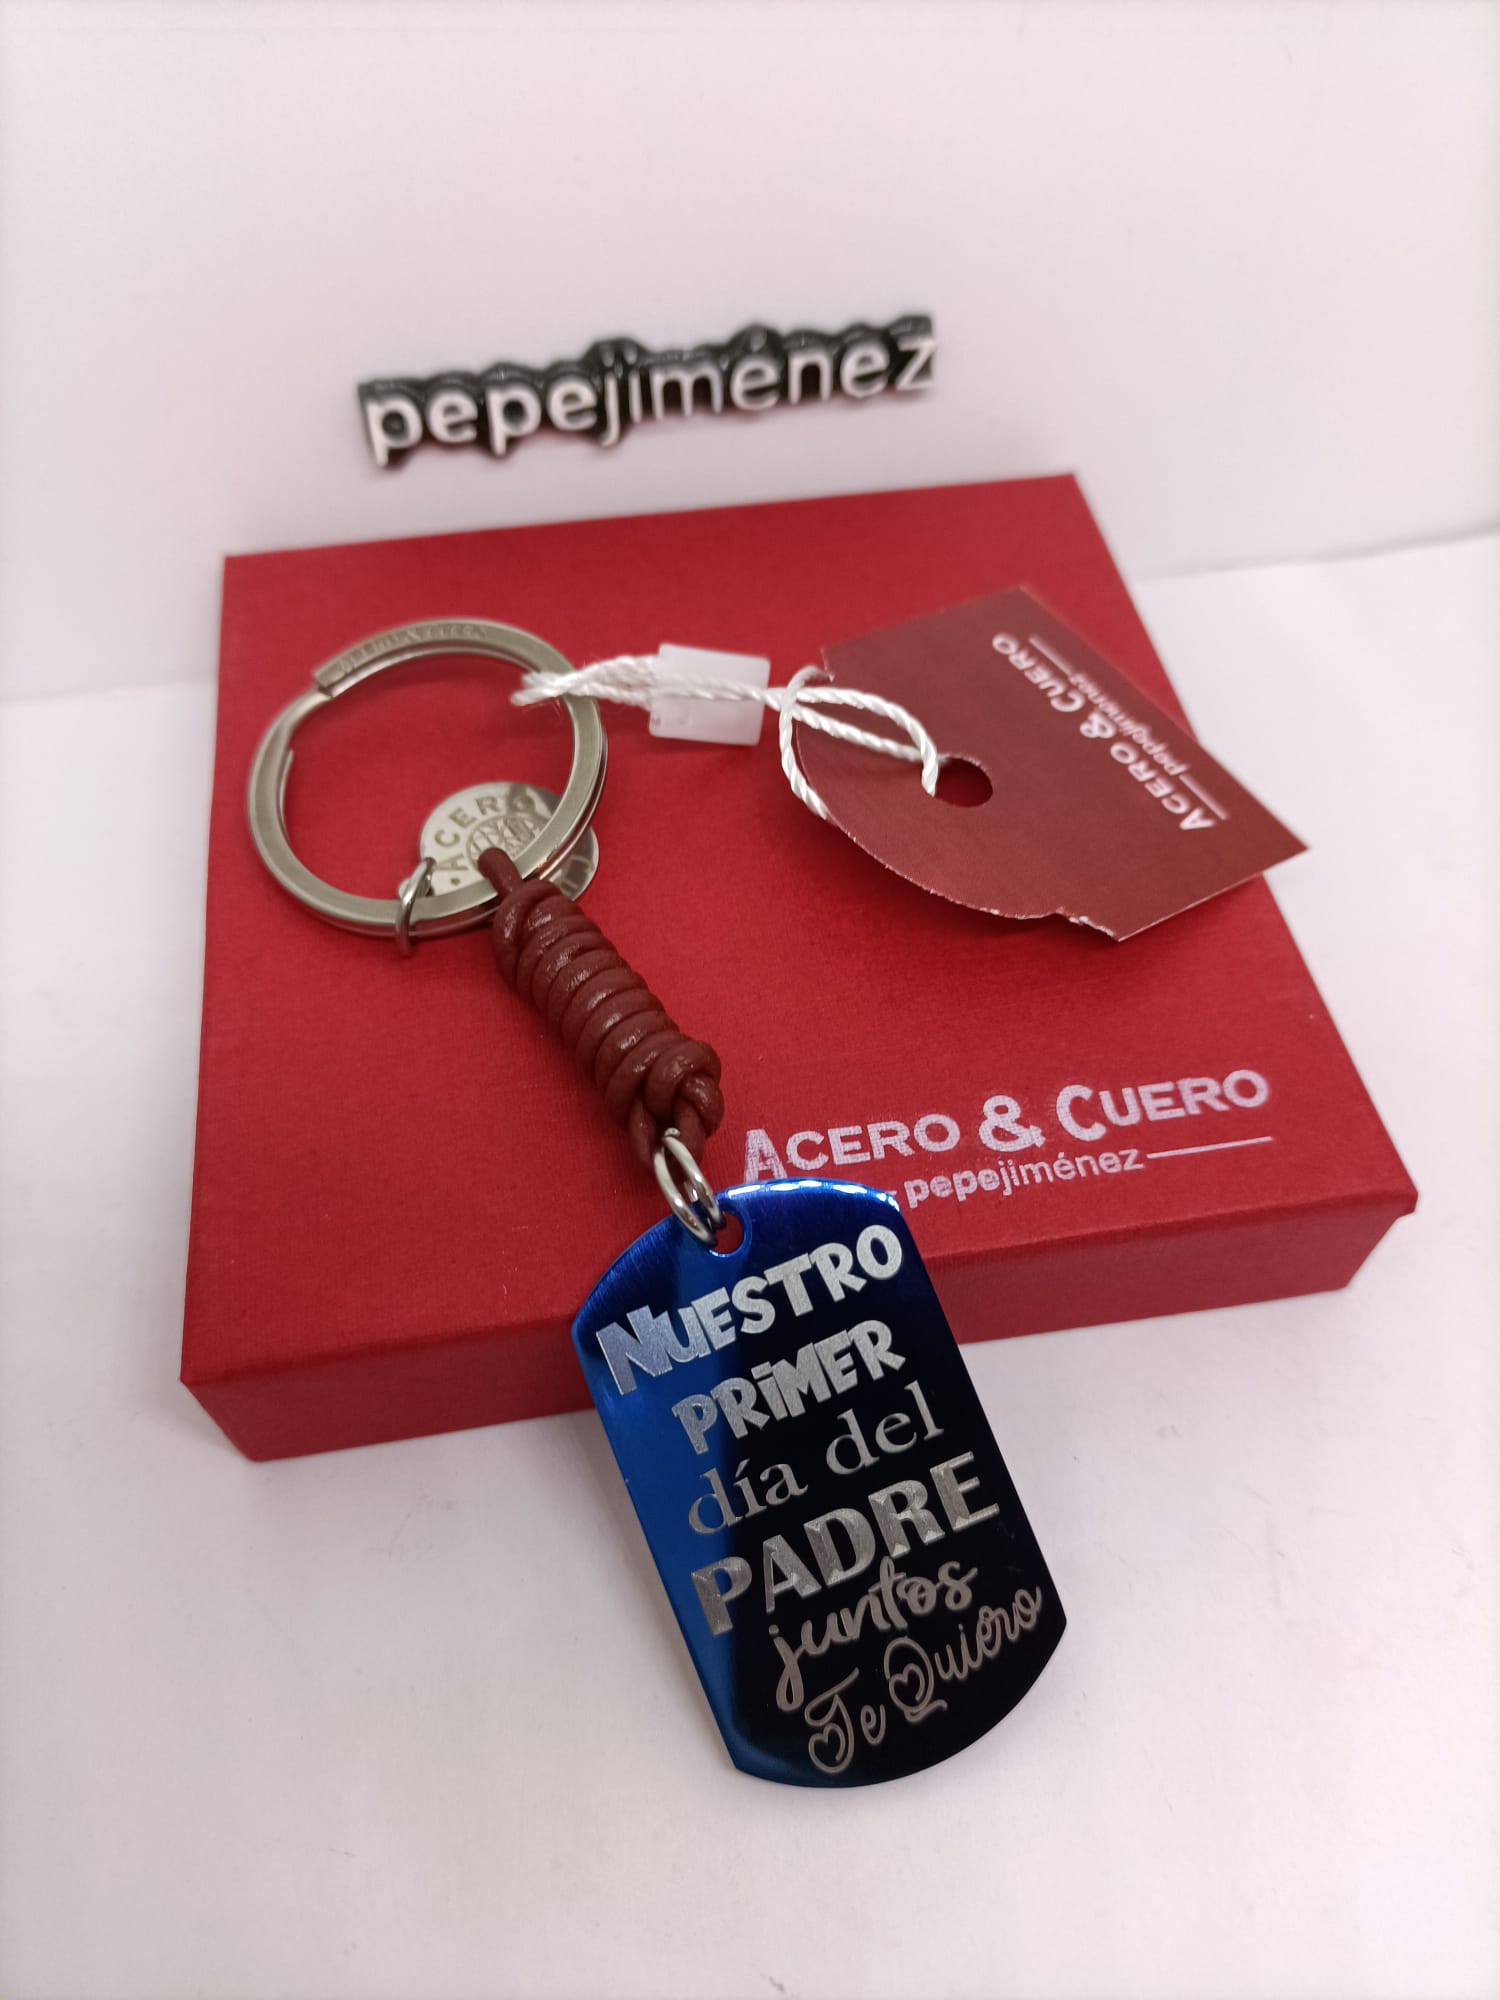 pepejiménez
ACERO
ACERO & CUERO
pepejiménez
ACERO & CUERO
pepejiménez
NUESTRO
PRIMER
día del
PADRE
juntos
Te Quiero